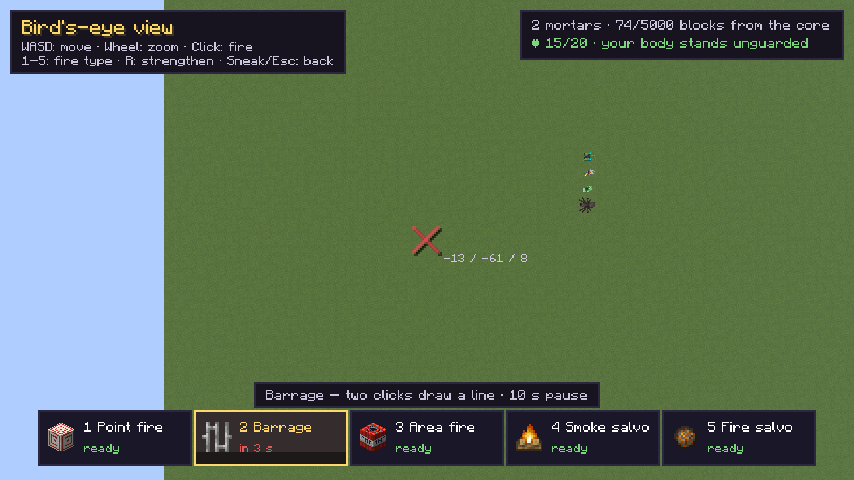 Bird's-eye view
WASD: move · Wheel: zoom · Click: fire
1–5: fire type · R: strengthen · Sneak/Esc: back
2 mortars · 74/5000 blocks from the core
15/20 · your body stands unguarded
-13 / -61 / 8
Barrage — two clicks draw a line · 10 s pause
1 Point fire
ready
2 Barrage
in 3 s
3 Area fire
ready
4 Smoke salvo
ready
5 Fire salvo
ready